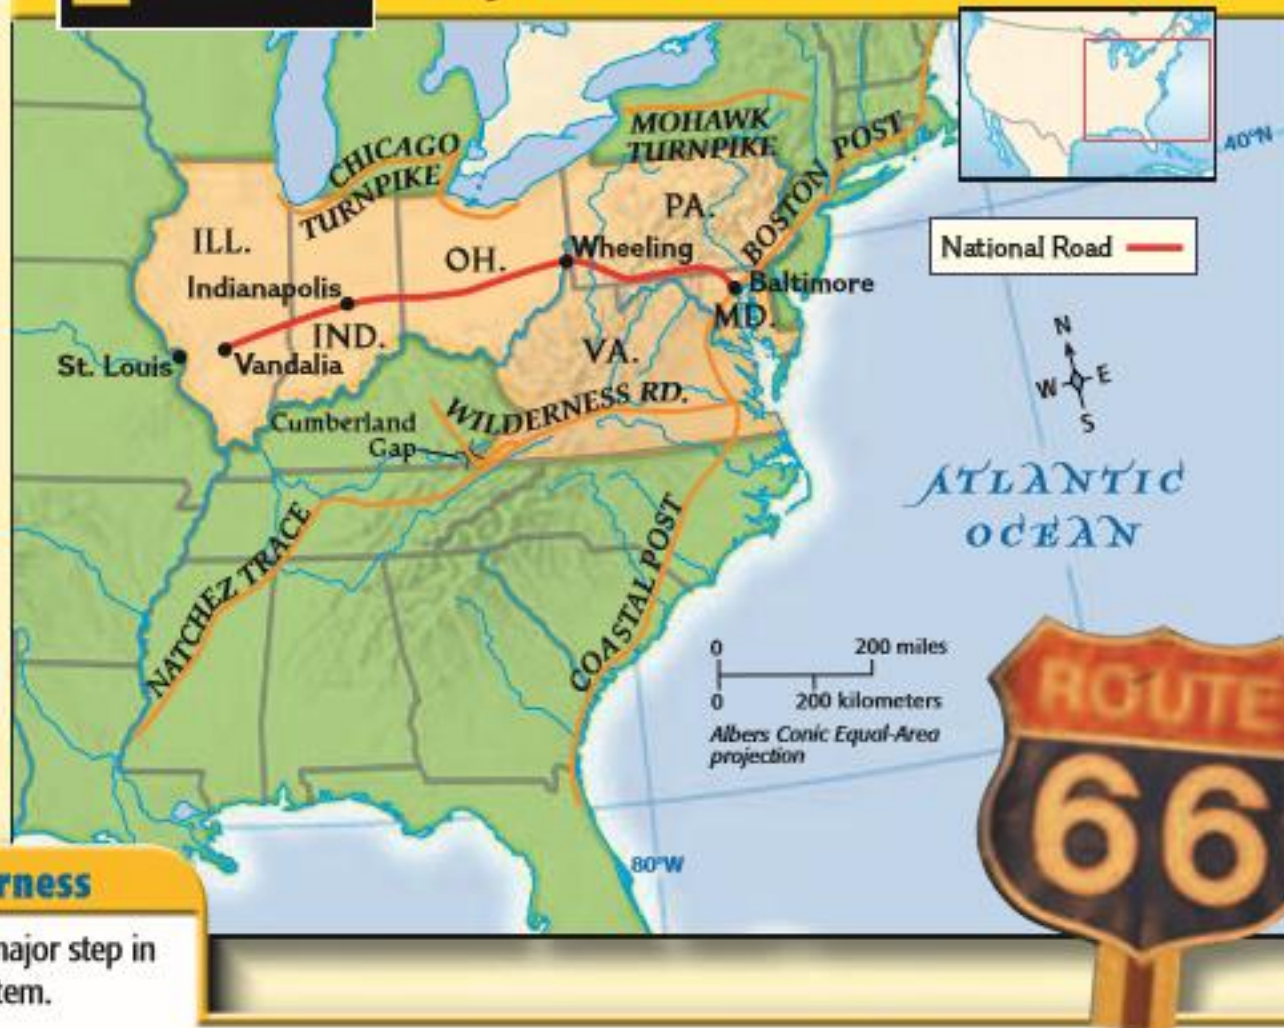 MOHAWK
TURNPIKE
CHICAGO
TURNPIKE
BOSTON POST
40°N
PA.
ILL.
OH.
Wheeling
National Road
Indianapolis
Baltimore
IND.
MD.
VA.
St. Louis
Vandalia
N
W
E
S
WILDERNESS RD.
Cumberland
Gap
ATLANTIC
OCEAN
NATCHEZ TRACE
COASTAL POST
0
200 miles
0
200 kilometers
Albers Conic Equal-Area
projection
80°W
ROUTE
66
rness
major step in
tem.